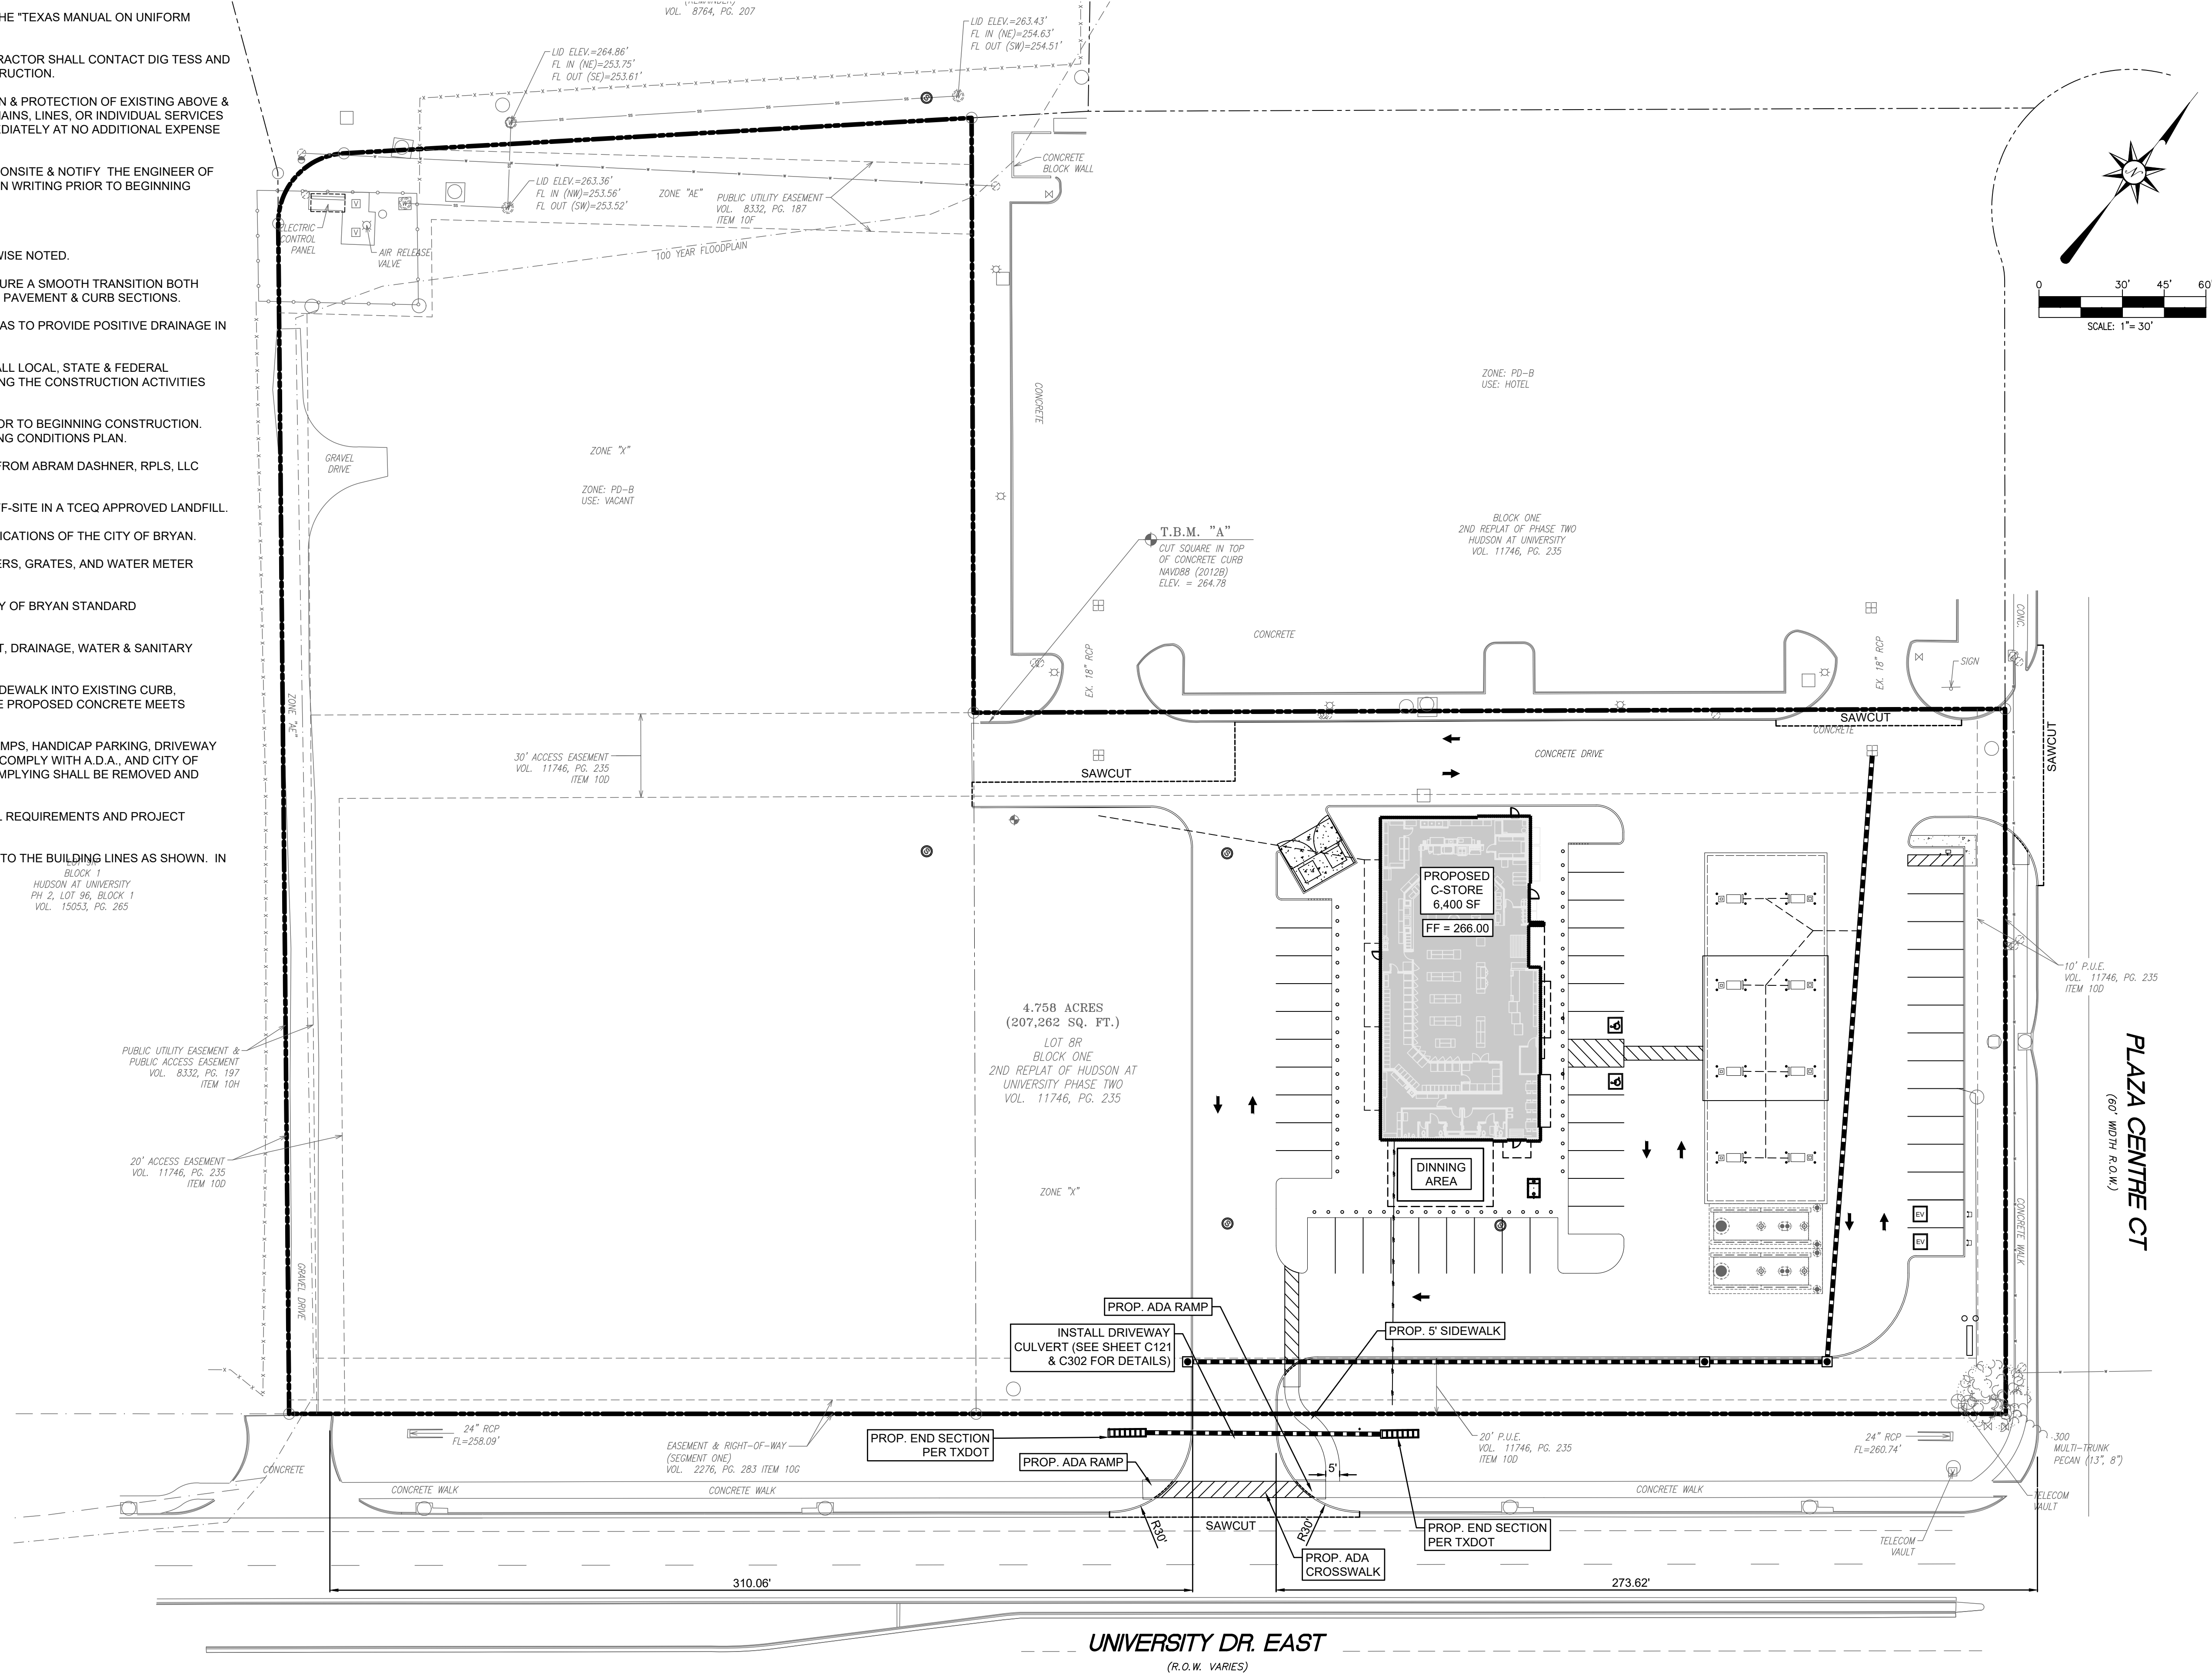 HE "TEXAS MANUAL ON UNIFORM
RACTOR SHALL CONTACT DIG TESS AND
RUCTION.
N & PROTECTION OF EXISTING ABOVE &
MAINS, LINES, OR INDIVIDUAL SERVICES
EDIATELY AT NO ADDITIONAL EXPENSE
ONSITE & NOTIFY THE ENGINEER OF
IN WRITING PRIOR TO BEGINNING
WISE NOTED.
URE A SMOOTH TRANSITION BOTH
PAVEMENT & CURB SECTIONS.
AS TO PROVIDE POSITIVE DRAINAGE IN
ALL LOCAL, STATE & FEDERAL
ING THE CONSTRUCTION ACTIVITIES
OR TO BEGINNING CONSTRUCTION.
NG CONDITIONS PLAN.
FROM ABRAM DASHNER, RPLS, LLC
FF-SITE IN A TCEQ APPROVED LANDFILL.
ICATIONS OF THE CITY OF BRYAN.
ERS, GRATES, AND WATER METER
Y OF BRYAN STANDARD
T, DRAINAGE, WATER & SANITARY
DEWALK INTO EXISTING CURB,
E PROPOSED CONCRETE MEETS
MPS, HANDICAP PARKING, DRIVEWAY
COMPLY WITH A.D.A., AND CITY OF
MPLYING SHALL BE REMOVED AND
L REQUIREMENTS AND PROJECT
TO THE BUILDING LINES AS SHOWN. IN
BLOCK 1
HUDSON AT UNIVERSITY
PH 2, LOT 96, BLOCK 1
VOL. 15053, PG. 265
(REMAINDER)
VOL. 8764, PG. 207
LID ELEV.=264.86'
FL IN (NE)=253.75'
FL OUT (SE)=253.61'
LID ELEV.=263.43'
FL IN (NE)=254.63'
FL OUT (SW)=254.51'
LID ELEV.=263.36'
FL IN (NW)=253.56'
FL OUT (SW)=253.52'
ZONE "AE"
PUBLIC UTILITY EASEMENT
VOL. 8332, PG. 187
ITEM 10F
CONCRETE
BLOCK WALL
ELECTRIC
CONTROL
PANEL
V
V
AIR RELEASE
VALVE
100 YEAR FLOODPLAIN
N
0 30' 45' 60'
SCALE: 1"= 30'
ZONE: PD-B
USE: HOTEL
CONCRETE
GRAVEL
DRIVE
ZONE "X"
ZONE: PD-B
USE: VACANT
BLOCK ONE
2ND REPLAT OF PHASE TWO
HUDSON AT UNIVERSITY
VOL. 11746, PG. 235
T.B.M. "A"
CUT SQUARE IN TOP
OF CONCRETE CURB
NAVD88 (2012B)
ELEV. = 264.78
CONCRETE
EX. 18" RCP
EX. 18" RCP
CONC.
SIGN
ZONE "AE"
30' ACCESS EASEMENT
VOL. 11746, PG. 235
ITEM 10D
SAWCUT
CONCRETE DRIVE
SAWCUT
CONCRETE
SAWCUT
PROPOSED
C-STORE
6,400 SF
FF = 266.00
10' P.U.E.
VOL. 11746, PG. 235
ITEM 10D
4.758 ACRES
(207,262 SQ. FT.)
LOT 8R
BLOCK ONE
2ND REPLAT OF HUDSON AT
UNIVERSITY PHASE TWO
VOL. 11746, PG. 235
PUBLIC UTILITY EASEMENT &
PUBLIC ACCESS EASEMENT
VOL. 8332, PG. 197
ITEM 10H
20' ACCESS EASEMENT
VOL. 11746, PG. 235
ITEM 10D
PLAZA CENTRE CT
(60' WIDTH R.O.W.)
DINNING
AREA
ZONE "X"
EV
EV
CONCRETE WALK
GRAVEL DRIVE
PROP. ADA RAMP
INSTALL DRIVEWAY
CULVERT (SEE SHEET C121
& C302 FOR DETAILS)
PROP. 5' SIDEWALK
24" RCP
FL=258.09'
EASEMENT & RIGHT-OF-WAY
(SEGMENT ONE)
VOL. 2276, PG. 283 ITEM 10G
PROP. END SECTION
PER TXDOT
PROP. ADA RAMP
5'
20' P.U.E.
VOL. 11746, PG. 235
ITEM 10D
24" RCP
FL=260.74'
300
MULTI-TRUNK
PECAN (13", 8")
CONCRETE
CONCRETE WALK
CONCRETE WALK
CONCRETE WALK
TELECOM
VAULT
R30'
SAWCUT
R30'
PROP. END SECTION
PER TXDOT
PROP. ADA
CROSSWALK
TELECOM
VAULT
310.06'
273.62'
UNIVERSITY DR. EAST
(R.O.W. VARIES)